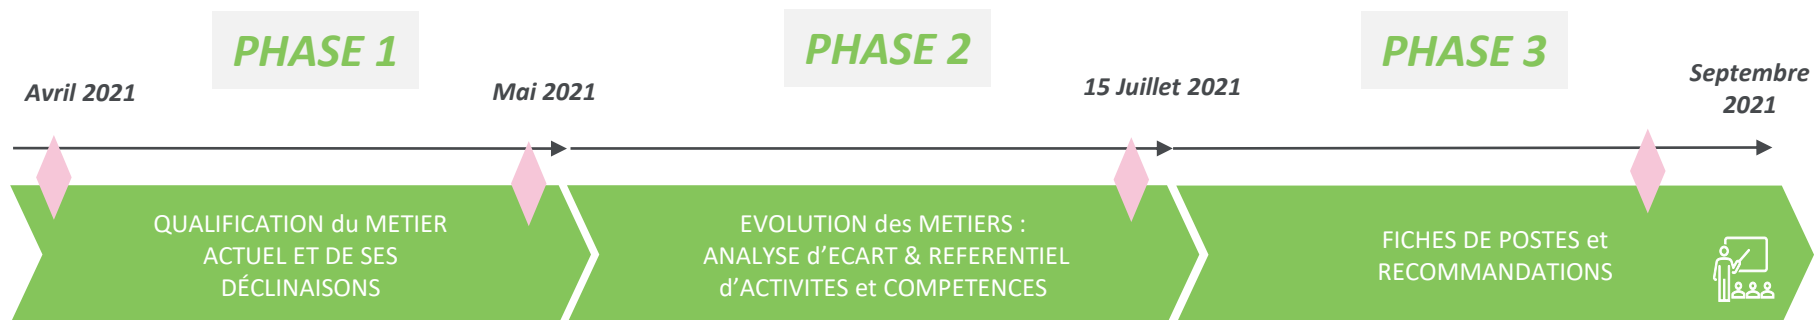 PHASE 1
PHASE 2
PHASE 3
Avril 2021
Mai 2021
15 Juillet 2021
Septembre
2021
QUALIFICATION du METIER
ACTUEL ET DE SES
DÉCLINAISONS
EVOLUTION des METIERS :
ANALYSE d'ECART & REFERENTIEL
d'ACTIVITES et COMPETENCES
FICHES DE POSTES et
RECOMMANDATIONS